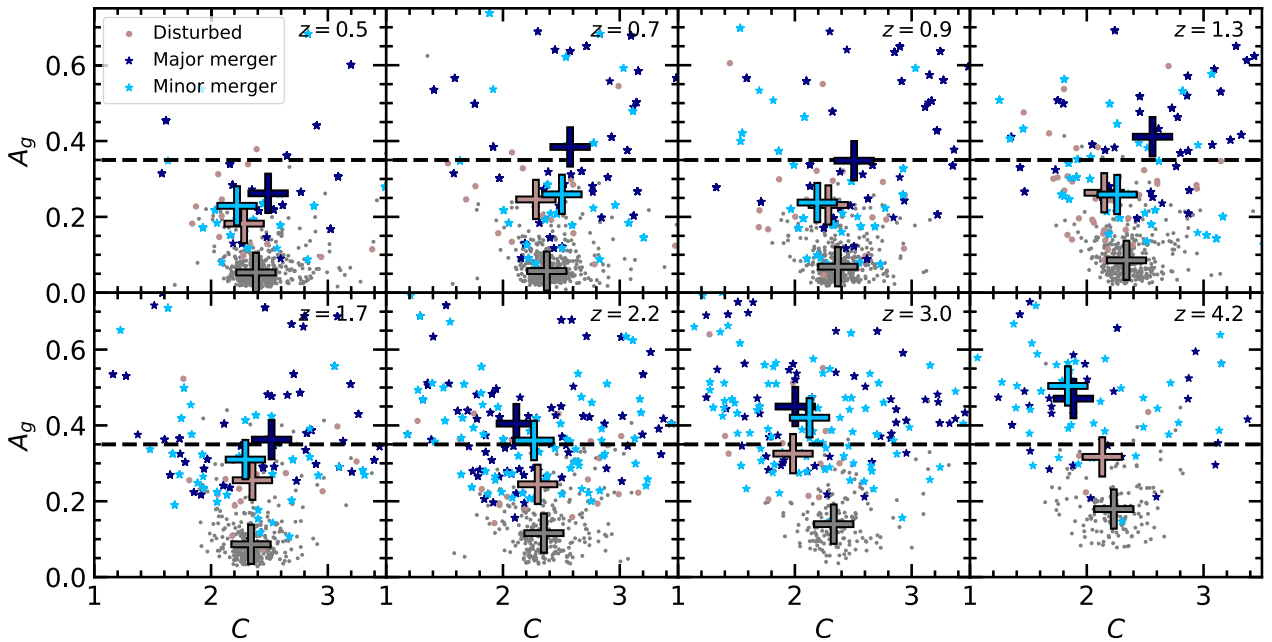 Disturbed
Major merger
Minor merger
z = 0.5
z = 0.7
z = 0.9
z = 1.3
A_g
0.6
0.4
0.2
0.0
z = 1.7
z = 2.2
z = 3.0
z = 4.2
A_g
0.6
0.4
0.2
0.0
1 2 3 1 2 3 1 2 3 1 2 3
C C C C